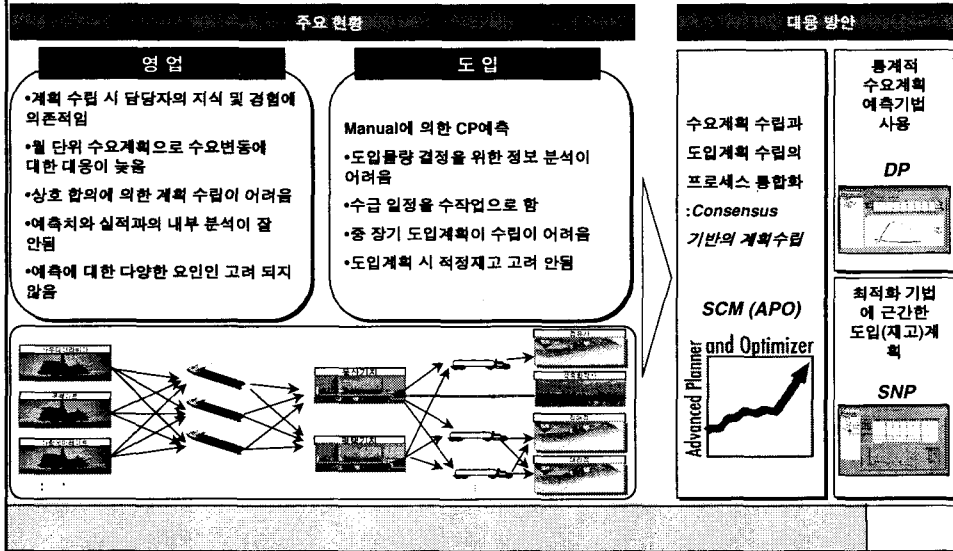 주요 현황
영 업
•계획 수립 시 담당자의 지식 및 경험에
의존적임
•월 단위 수요계획으로 수요변동에
대한 대응이 늦음
•상호 합의에 의한 계획 수립이 어려움
•예측치와 실적과의 내부 분석이 잘
안됨
•예측에 대한 다양한 요인인 고려 되지
않음
도 입
Manual에 의한 CP예측
•도입물량 결정을 위한 정보 분석이
어려움
•수급 일정을 수작업으로 함
•중 장기 도입계획이 수립이 어려움
•도입계획 시 적정재고 고려 안됨
평택기지
대응 방안
수요계획 수립과
도입계획 수립의
프로세스 통합화
:Consensus
기반의 계획수립
SCM (APO)
Advanced Planner
and Optimizer
통계적
수요계획
예측기법
사용
DP
최적화 기법
에 근간한
도입(재고)계
획
SNP